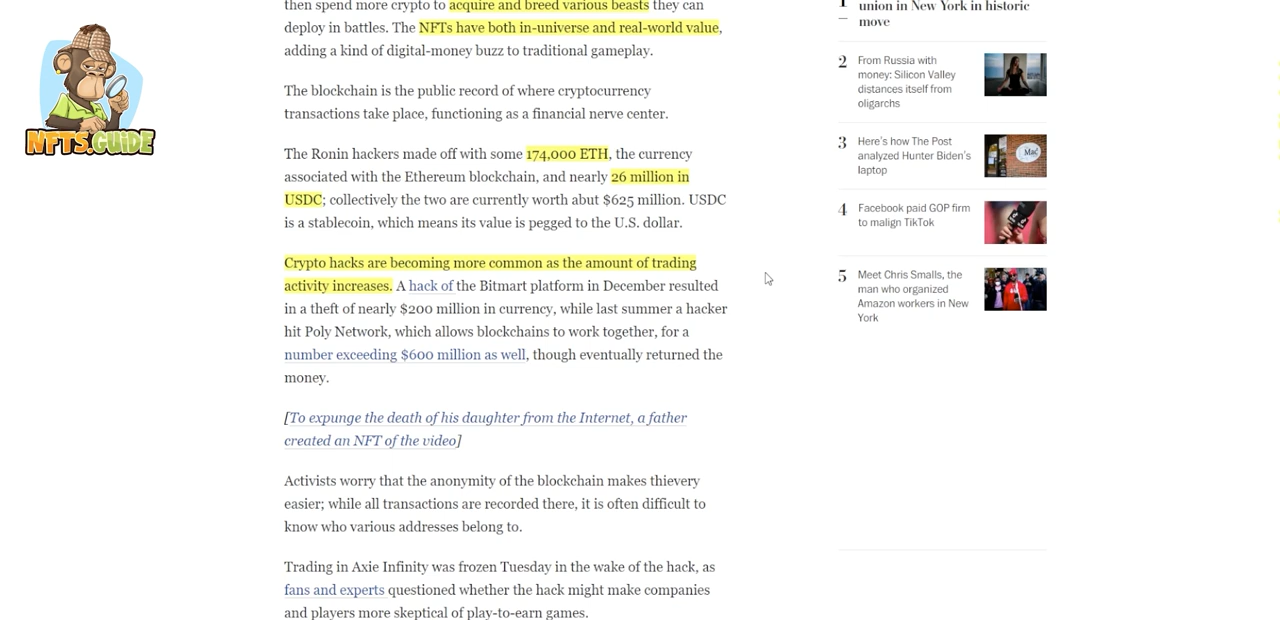 then spend more crypto to acquire and breed various beasts they can
deploy in battles. The NFTs have both in-universe and real-world value,
adding a kind of digital-money buzz to traditional gameplay.
The blockchain is the public record of where cryptocurrency
transactions take place, functioning as a financial nerve center.
The Ronin hackers made off with some 174,000 ETH, the currency
associated with the Ethereum blockchain, and nearly 26 million in
USDC; collectively the two are currently worth abut $625 million. USDC
is a stablecoin, which means its value is pegged to the U.S. dollar.
Crypto hacks are becoming more common as the amount of trading
activity increases. A hack of the Bitmart platform in December resulted
in a theft of nearly $200 million in currency, while last summer a hacker
hit Poly Network, which allows blockchains to work together, for a
number exceeding $600 million as well, though eventually returned the
money.
[To expunge the death of his daughter from the Internet, a father
created an NFT of the video]
Activists worry that the anonymity of the blockchain makes thievery
easier; while all transactions are recorded there, it is often difficult to
know who various addresses belong to.
Trading in Axie Infinity was frozen Tuesday in the wake of the hack, as
fans and experts questioned whether the hack might make companies
and players more skeptical of play-to-earn games.
NFTS.GUIDE
1
union in New York in historic
move
2
From Russia with
money: Silicon Valley
distances itself from
oligarchs
3
Here's how The Post
analyzed Hunter Biden's
laptop
Mac
4
Facebook paid GOP firm
to malign TikTok
5
Meet Chris Smalls, the
man who organized
Amazon workers in New
York